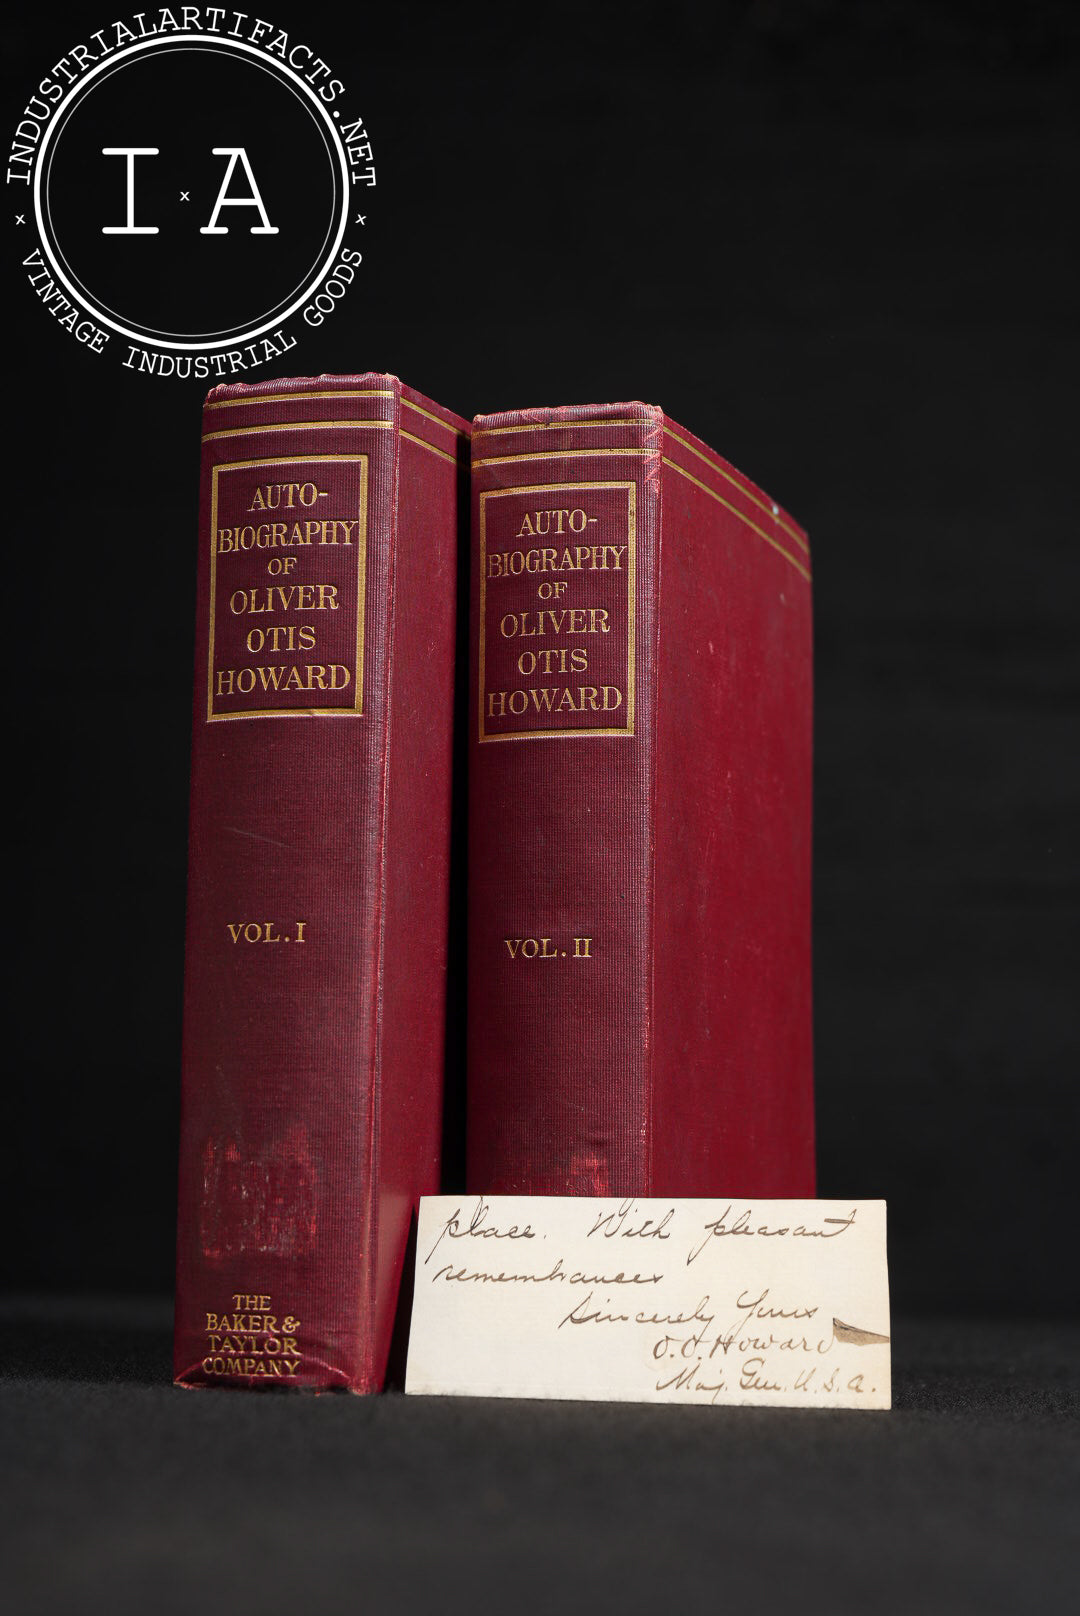 INDUSTRIALARTIFACTS.NET
I x A
x x
VINTAGE INDUSTRIAL GOODS
AUTO-
BIOGRAPHY
OF
OLIVER
OTIS
HOWARD
VOL. I
THE
BAKER &
TAYLOR
COMPANY
AUTO-
BIOGRAPHY
OF
OLIVER
OTIS
HOWARD
VOL. II
place. With pleasant
remembrances
Sincerely Yours
O. O. Howard
Maj. Gen. U. S. A.